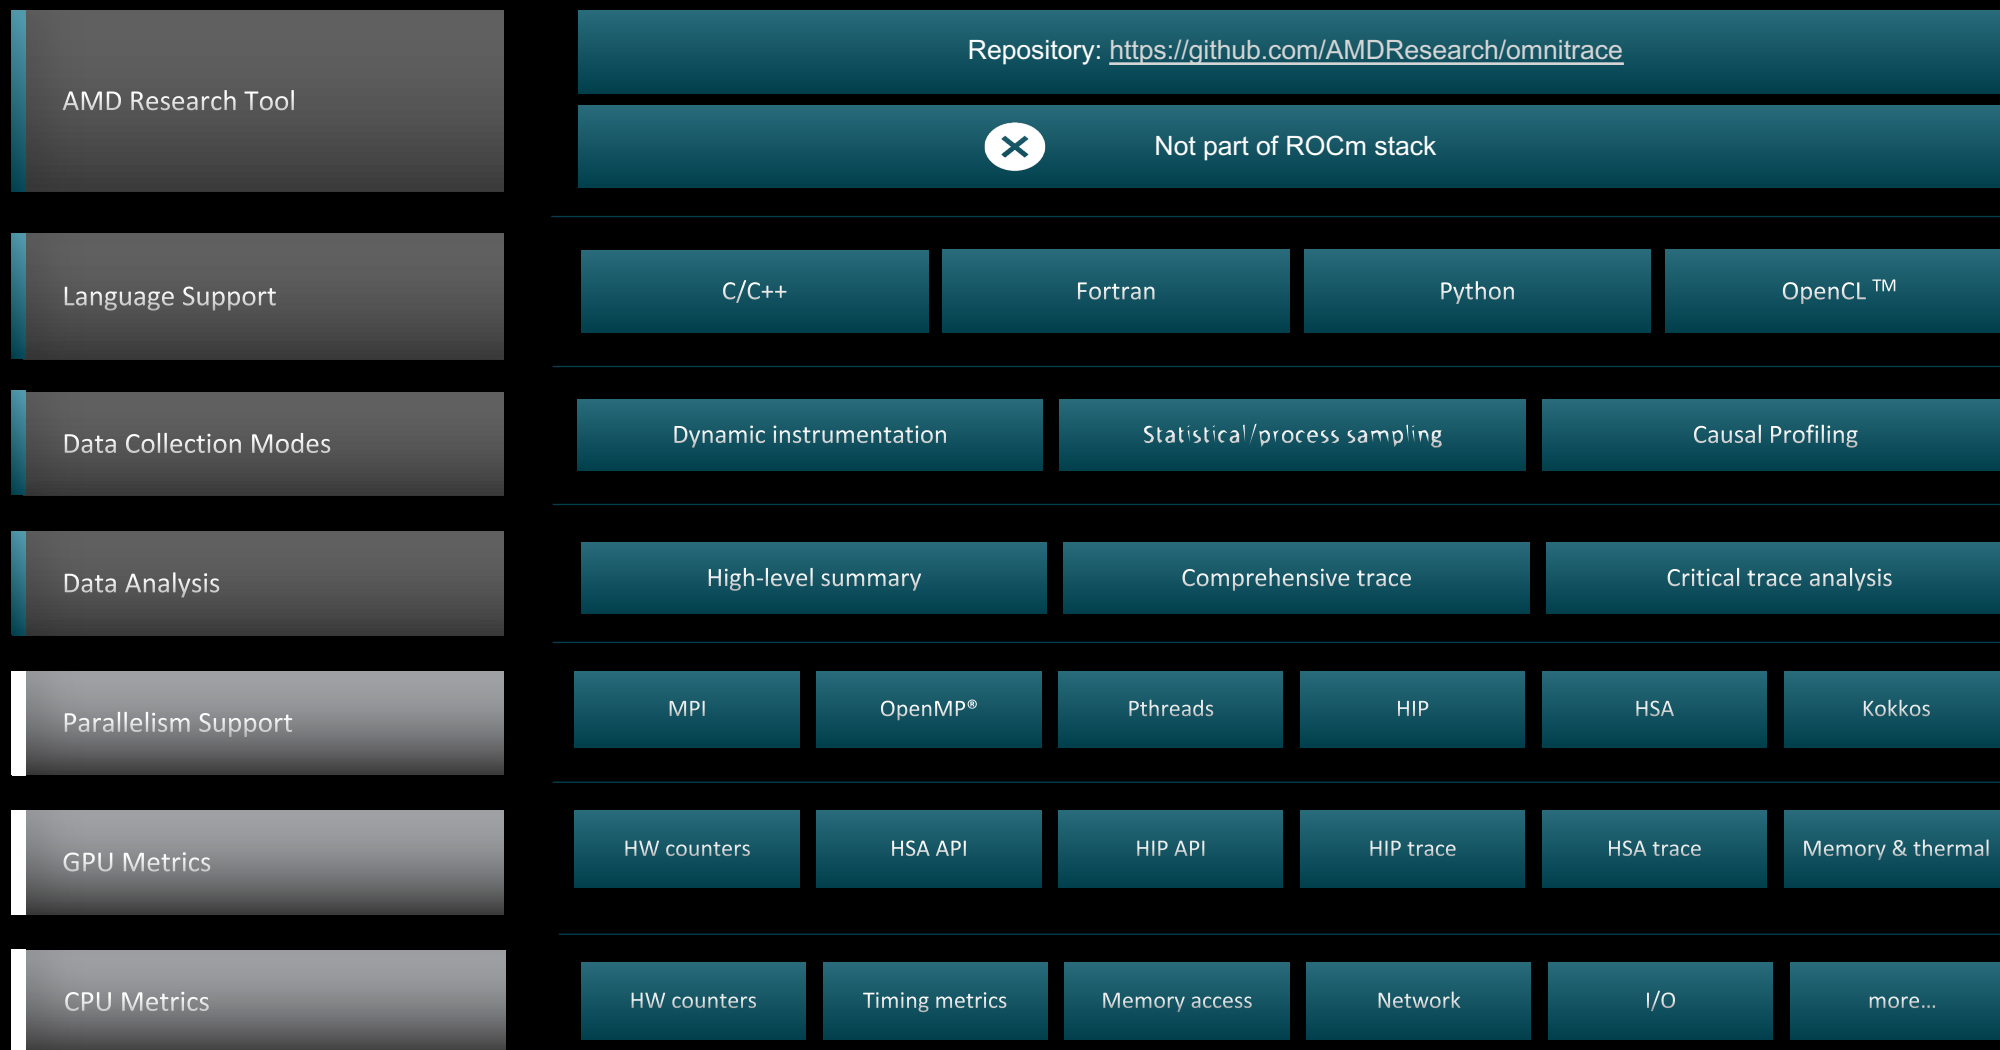 AMD Research Tool
Repository: https://github.com/AMDResearch/omnitrace
Not part of ROCm stack
Language Support
C/C++
Fortran
Python
OpenCL ™
Data Collection Modes
Dynamic instrumentation
Statistical/process sampling
Causal Profiling
Data Analysis
High-level summary
Comprehensive trace
Critical trace analysis
Parallelism Support
MPI
OpenMP®
Pthreads
HIP
HSA
Kokkos
GPU Metrics
HW counters
HSA API
HIP API
HIP trace
HSA trace
Memory & thermal
CPU Metrics
HW counters
Timing metrics
Memory access
Network
I/O
more...